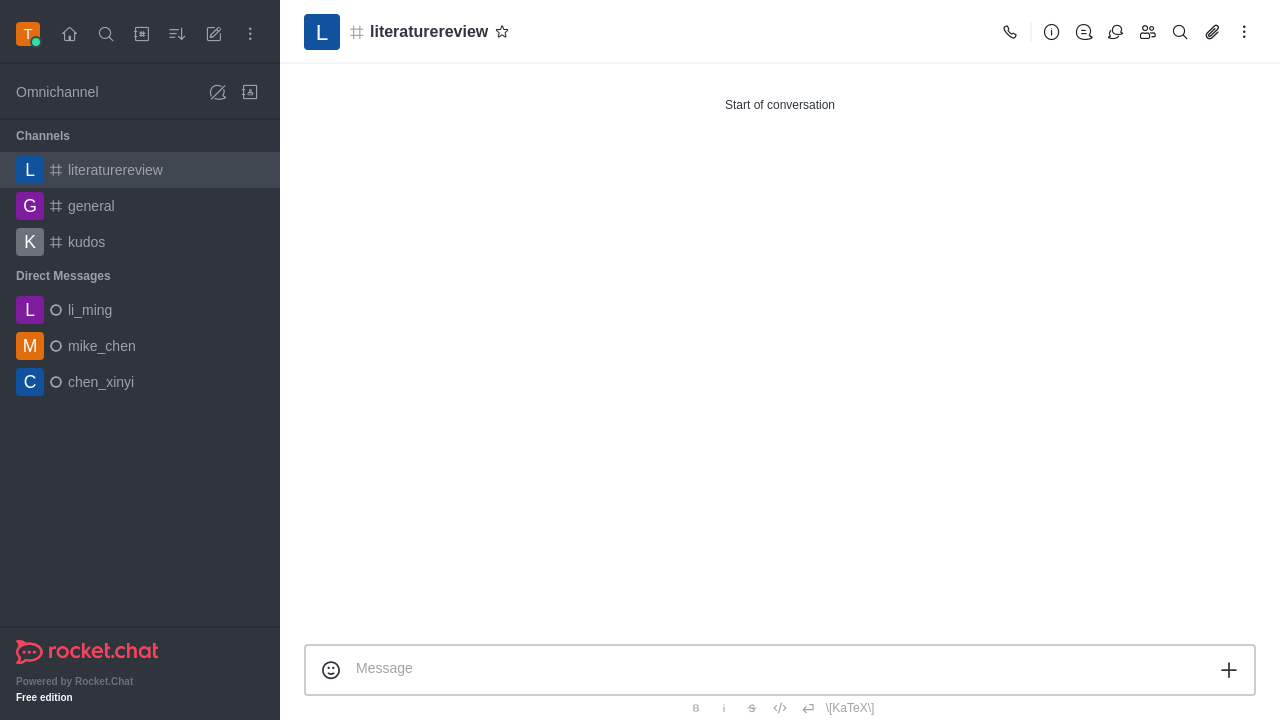 T
Omnichannel
Channels
L literaturereview
G general
K kudos
Direct Messages
L li_ming
M mike_chen
C chen_xinyi
rocket.chat
Powered by Rocket.Chat
Free edition
L literaturereview
Start of conversation
Message
B i S \[KaTeX\]